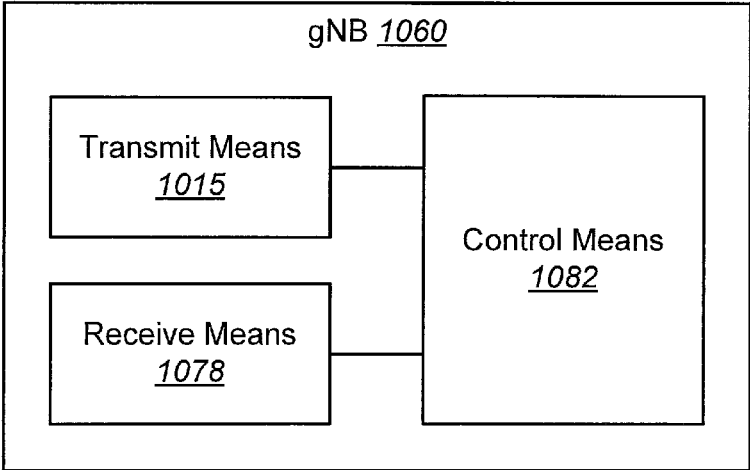 gNB 1060
Transmit Means
1015
Control Means
1082
Receive Means
1078